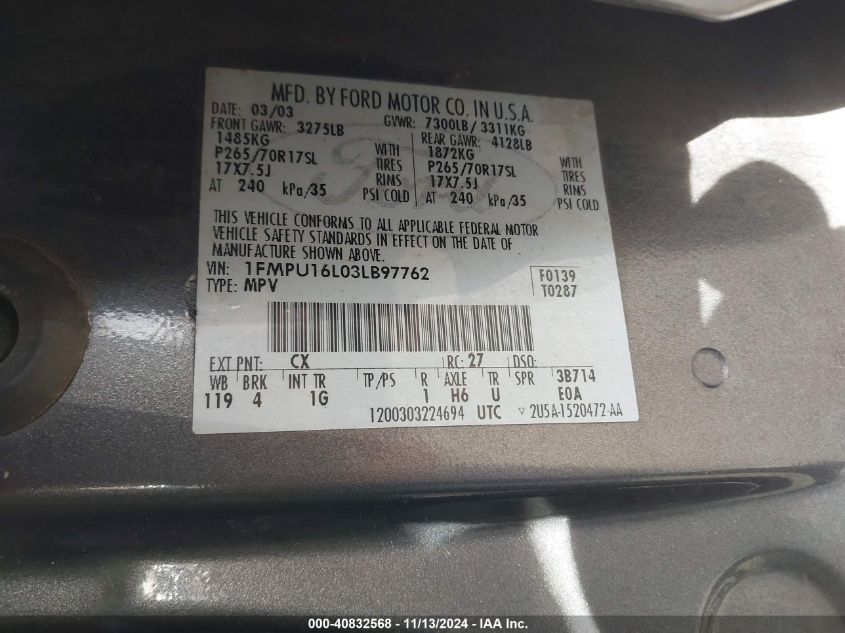 MFD. BY FORD MOTOR CO. IN U.S.A.
DATE: 03/03 GVWR: 7300LB/ 3311KG
FRONT GAWR: 3275LB REAR GAWR: 4128LB
1485KG WITH 1872KG WITH
P265/70R17SL TIRES P265/70R17SL TIRES
17X7.5J RIMS 17X7.5J RIMS
AT 240 kPa/35 PSI COLD AT 240 kPa/35 PSI COLD
Ford
THIS VEHICLE CONFORMS TO ALL APPLICABLE FEDERAL MOTOR
VEHICLE SAFETY STANDARDS IN EFFECT ON THE DATE OF
MANUFACTURE SHOWN ABOVE.
VIN: 1FMPU16L03LB97762 F0139
TYPE: MPV T0287
EXT PNT: CX RC: 27 DSO:
WB BRK INT TR TP/PS R AXLE TR SPR 3B714
119 4 1G 1 H6 U E0A
1200303224694 UTC ▽ 2U5A-1520472-AA
000-40832568 - 11/13/2024 - IAA Inc.